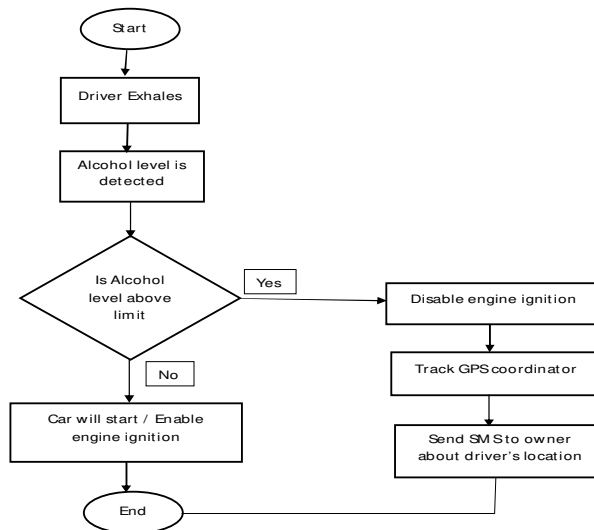 Start
Driver Exhales
Alcohol level is
detected
Is Alcohol
level above
limit
Yes
No
Car will start / Enable
engine ignition
End
Disable engine ignition
Track GPS coordinator
Send SMS to owner
about driver's location